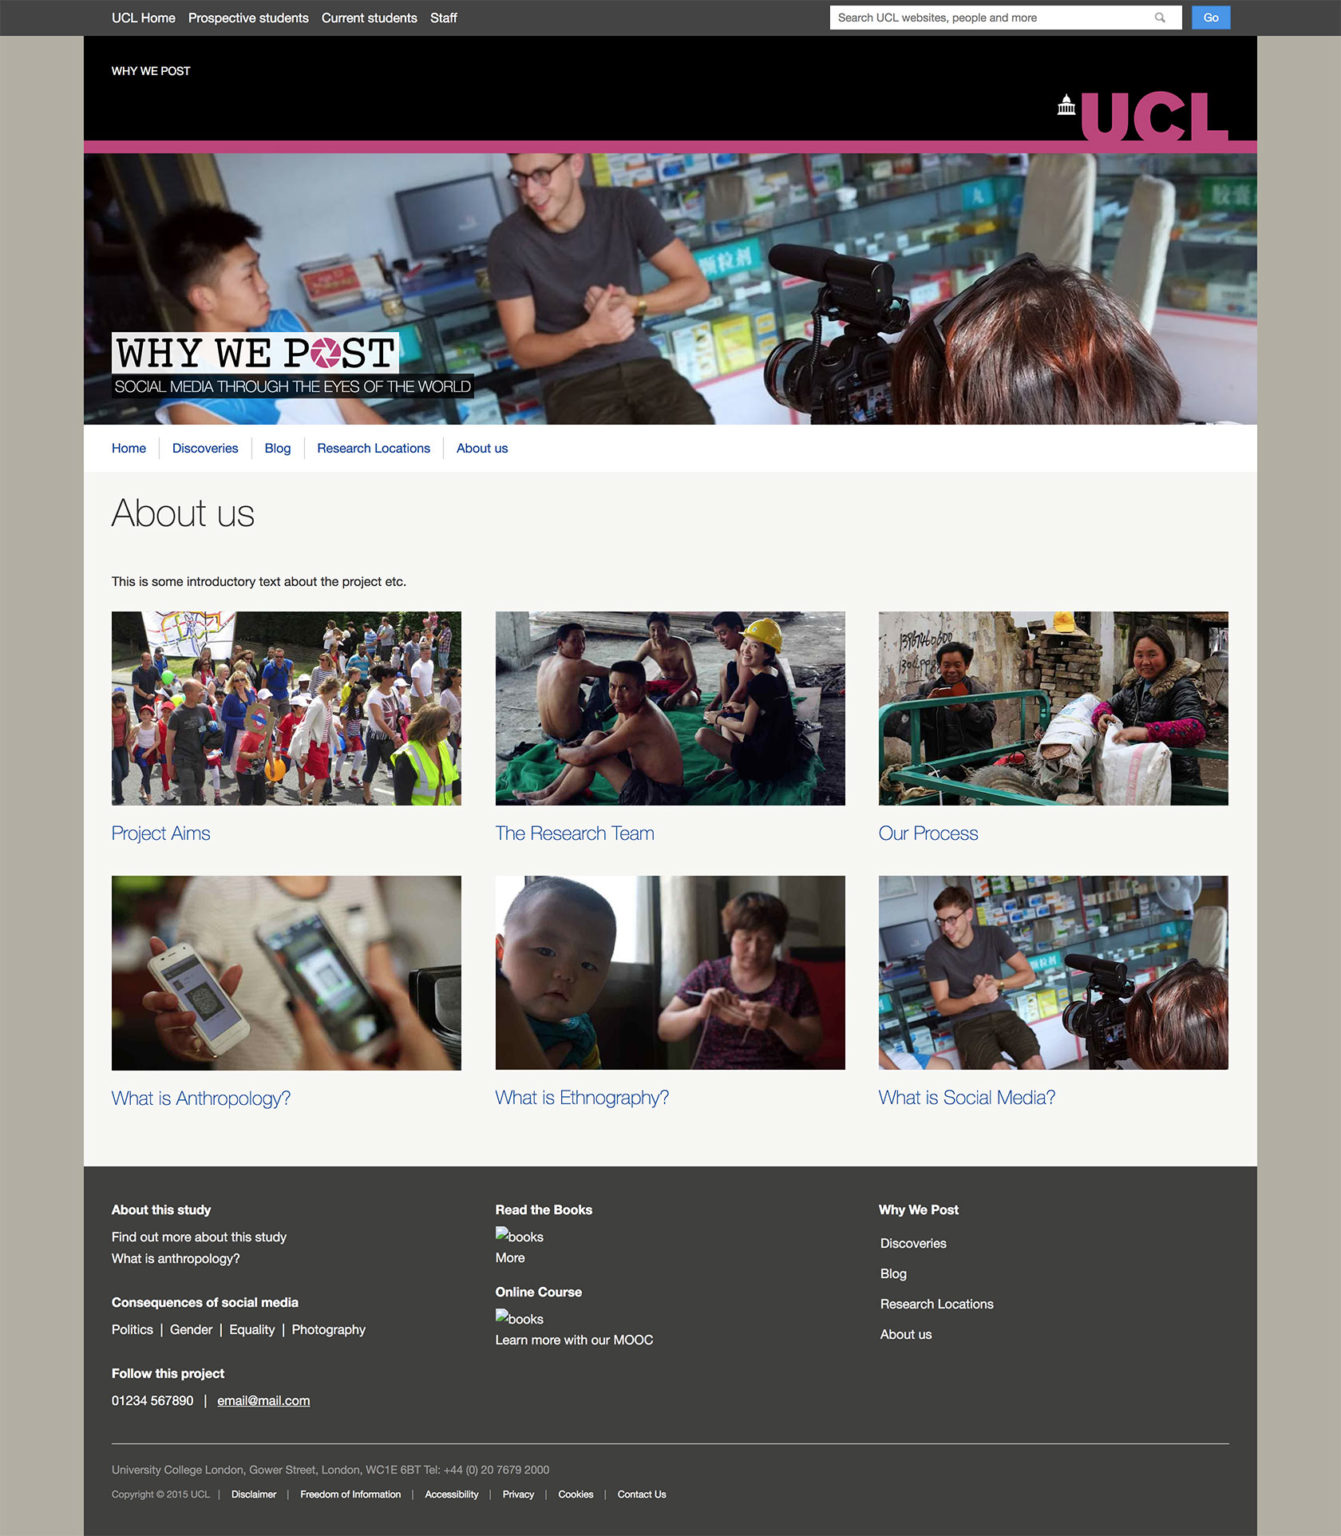 UCL Home Prospective students Current students Staff
Search UCL websites, people and more Go
WHY WE POST
UCL
颗粒剂
胶囊
WHY WE POST
SOCIAL MEDIA THROUGH THE EYES OF THE WORLD
Home Discoveries Blog Research Locations About us
About us
This is some introductory text about the project etc.
Project Aims
The Research Team
Our Process
What is Anthropology?
What is Ethnography?
What is Social Media?
About this study
Find out more about this study
What is anthropology?
Consequences of social media
Politics | Gender | Equality | Photography
Follow this project
01234 567890 | email@mail.com
Read the Books
books
More
Online Course
books
Learn more with our MOOC
Why We Post
Discoveries
Blog
Research Locations
About us
University College London, Gower Street, London, WC1E 6BT Tel: +44 (0) 20 7679 2000
Copyright © 2015 UCL | Disclaimer | Freedom of Information | Accessibility | Privacy | Cookies | Contact Us